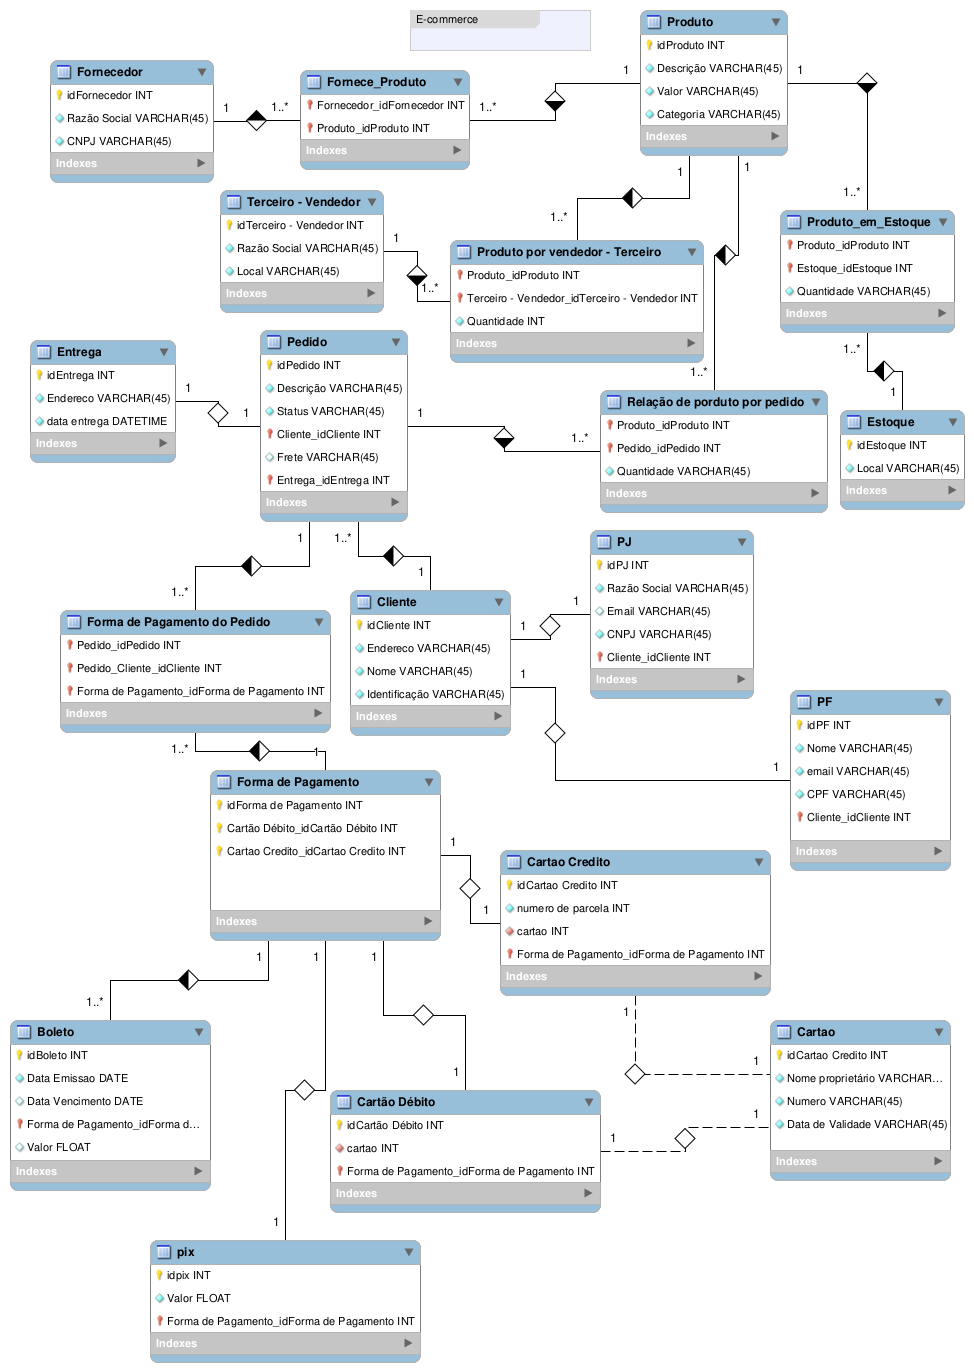 E-commerce
Produto
idProduto INT
Descrição VARCHAR(45)
Valor VARCHAR(45)
Categoria VARCHAR(45)
Indexes
Fornecedor
idFornecedor INT
Razão Social VARCHAR(45)
CNPJ VARCHAR(45)
Indexes
1
1..*
Fornece_Produto
Fornecedor_idFornecedor INT
Produto_idProduto INT
Indexes
1..*
1
1
1..*
Terceiro - Vendedor
idTerceiro - Vendedor INT
Razão Social VARCHAR(45)
Local VARCHAR(45)
Indexes
1
1..*
1
1..*
Produto por vendedor - Terceiro
Produto_idProduto INT
Terceiro - Vendedor_idTerceiro - Vendedor INT
Quantidade INT
Indexes
1
1..*
Produto_em_Estoque
Produto_idProduto INT
Estoque_idEstoque INT
Quantidade VARCHAR(45)
Indexes
1..*
1
Estoque
idEstoque INT
Local VARCHAR(45)
Indexes
Entrega
idEntrega INT
Endereco VARCHAR(45)
data entrega DATETIME
Indexes
1
1
Pedido
idPedido INT
Descrição VARCHAR(45)
Status VARCHAR(45)
Cliente_idCliente INT
Frete VARCHAR(45)
Entrega_idEntrega INT
Indexes
1
1..*
Relação de porduto por pedido
Produto_idProduto INT
Pedido_idPedido INT
Quantidade VARCHAR(45)
Indexes
1
1..*
1..*
1
Forma de Pagamento do Pedido
Pedido_idPedido INT
Pedido_Cliente_idCliente INT
Forma de Pagamento_idForma de Pagamento INT
Indexes
1..*
1
Cliente
idCliente INT
Endereco VARCHAR(45)
Nome VARCHAR(45)
Identificação VARCHAR(45)
Indexes
1
1
1
1
PJ
idPJ INT
Razão Social VARCHAR(45)
Email VARCHAR(45)
CNPJ VARCHAR(45)
Cliente_idCliente INT
Indexes
PF
idPF INT
Nome VARCHAR(45)
email VARCHAR(45)
CPF VARCHAR(45)
Cliente_idCliente INT
Indexes
Forma de Pagamento
idForma de Pagamento INT
Cartão Débito_idCartão Débito INT
Cartao Credito_idCartao Credito INT
Indexes
1
1
1
1
1
1..*
Cartao Credito
idCartao Credito INT
numero de parcela INT
cartao INT
Forma de Pagamento_idForma de Pagamento INT
Indexes
1
1
Boleto
idBoleto INT
Data Emissao DATE
Data Vencimento DATE
Forma de Pagamento_idForma d...
Valor FLOAT
Indexes
1
Cartão Débito
idCartão Débito INT
cartao INT
Forma de Pagamento_idForma de Pagamento INT
Indexes
1
1
Cartao
idCartao Credito INT
Nome proprietário VARCHAR...
Numero VARCHAR(45)
Data de Validade VARCHAR(45)
Indexes
1
pix
idpix INT
Valor FLOAT
Forma de Pagamento_idForma de Pagamento INT
Indexes